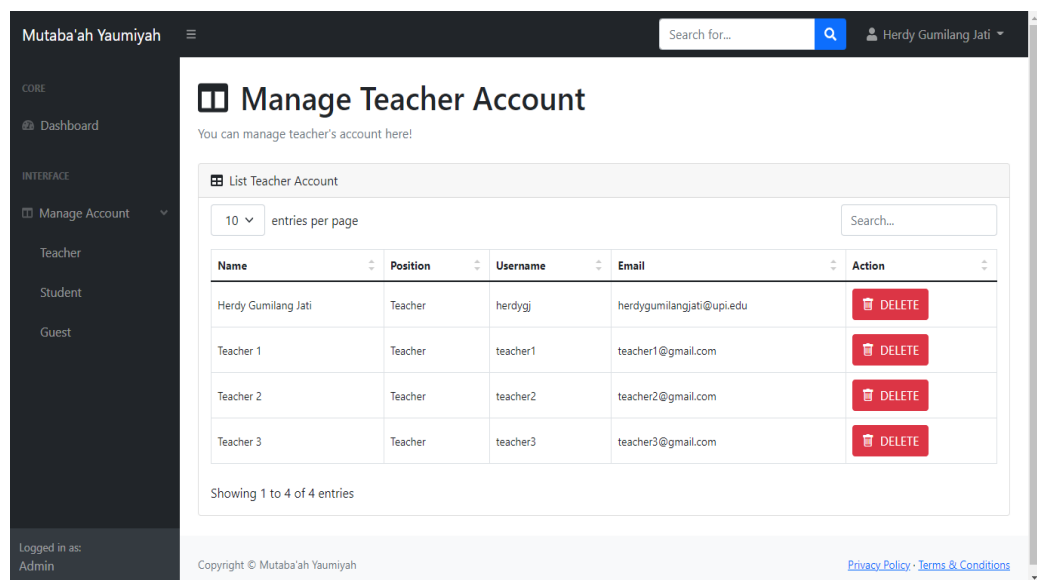 Mutaba'ah Yaumiyah
Search for...
Herdy Gumilang Jati
CORE
Dashboard
INTERFACE
Manage Account
Teacher
Student
Guest
Logged in as:
Admin
Manage Teacher Account
You can manage teacher's account here!
List Teacher Account
10 entries per page
Search...
Name Position Username Email Action
Herdy Gumilang Jati Teacher herdygj herdygumilangjati@upi.edu DELETE
Teacher 1 Teacher teacher1 teacher1@gmail.com DELETE
Teacher 2 Teacher teacher2 teacher2@gmail.com DELETE
Teacher 3 Teacher teacher3 teacher3@gmail.com DELETE
Showing 1 to 4 of 4 entries
Copyright © Mutaba'ah Yaumiyah
Privacy Policy · Terms & Conditions